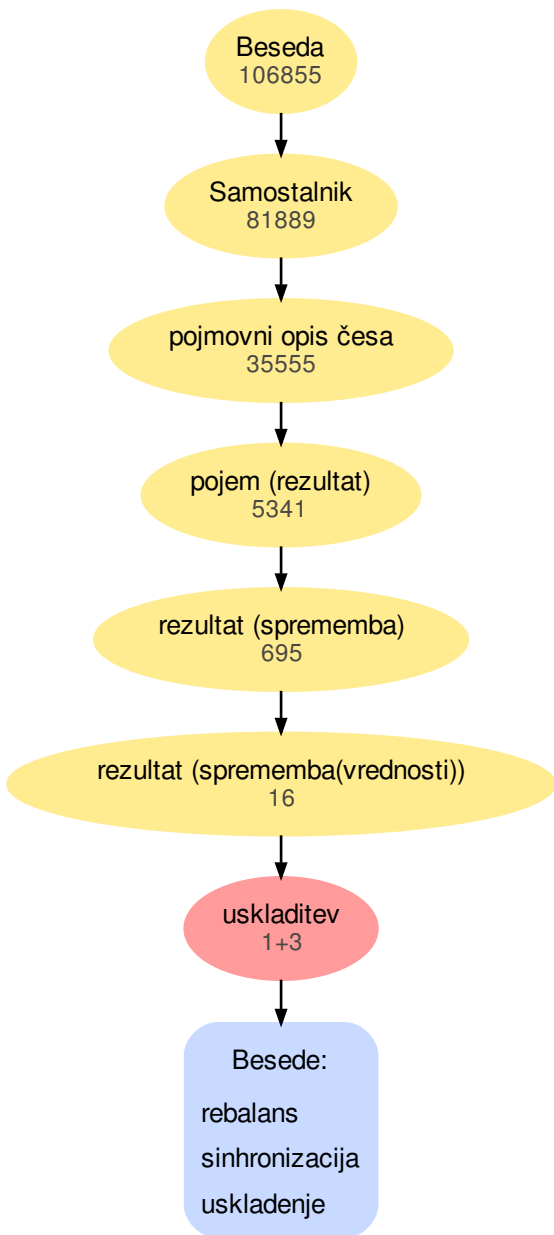 Beseda
106855
Samostalnik
81889
pojmovni opis česa
35555
pojem (rezultat)
5341
rezultat (sprememba)
695
rezultat (sprememba(vrednosti))
16
uskladitev
1+3
Besede:
rebalans
sinhronizacija
uskladenje